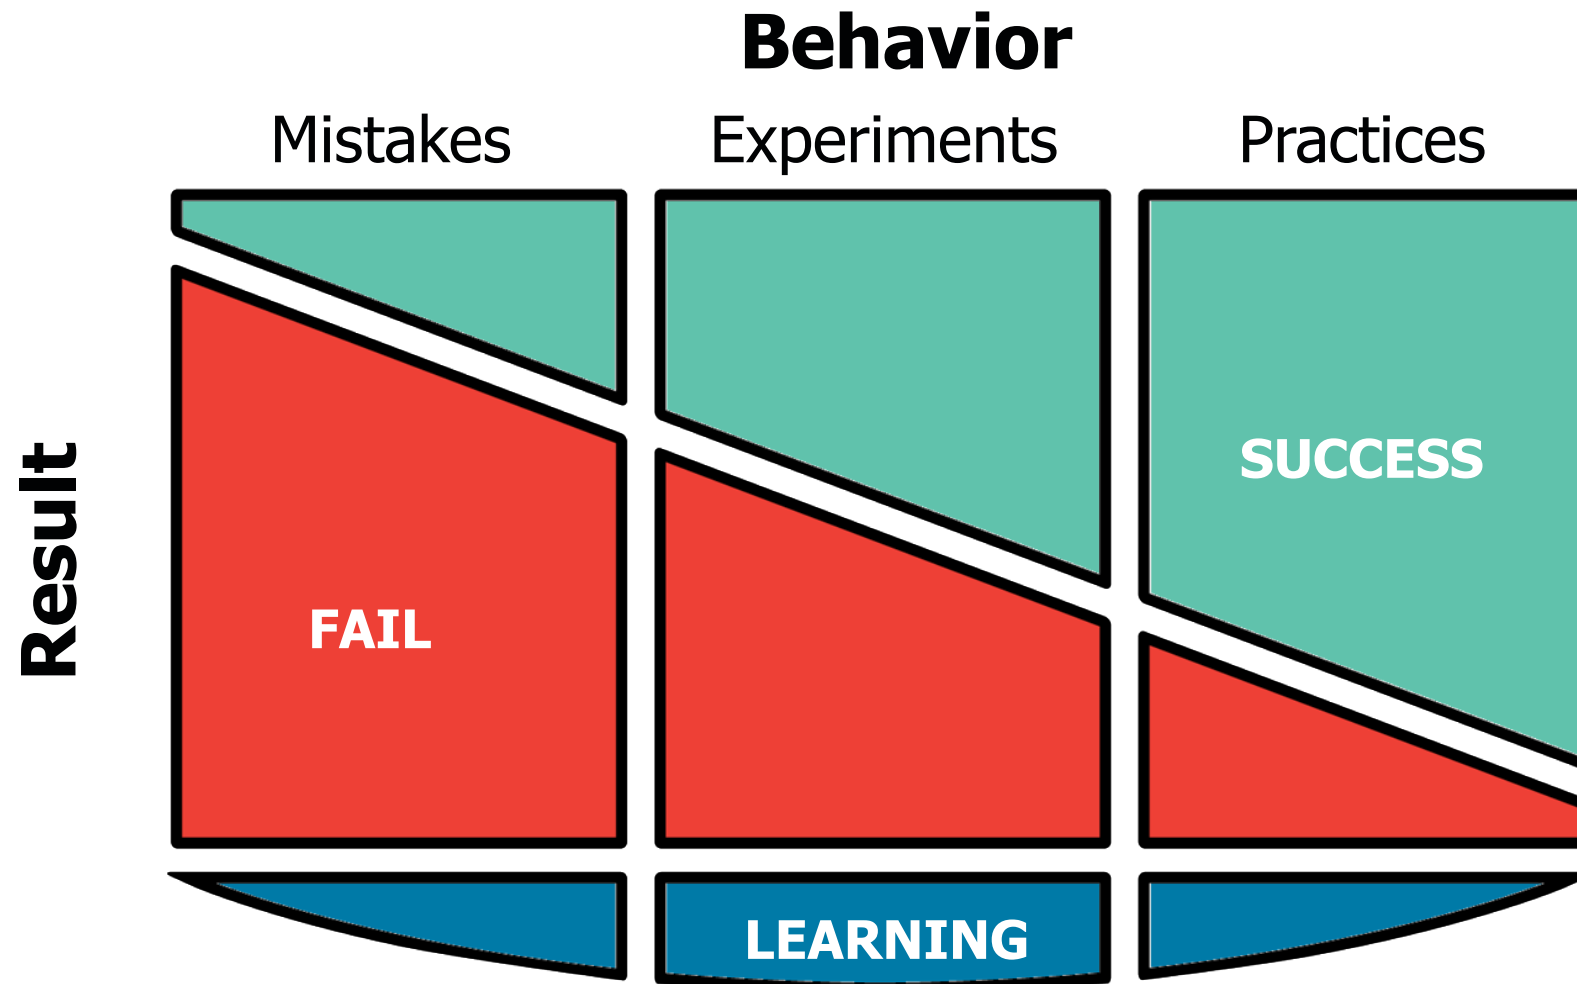 Behavior
Mistakes Experiments Practices
Result
SUCCESS
FAIL
LEARNING